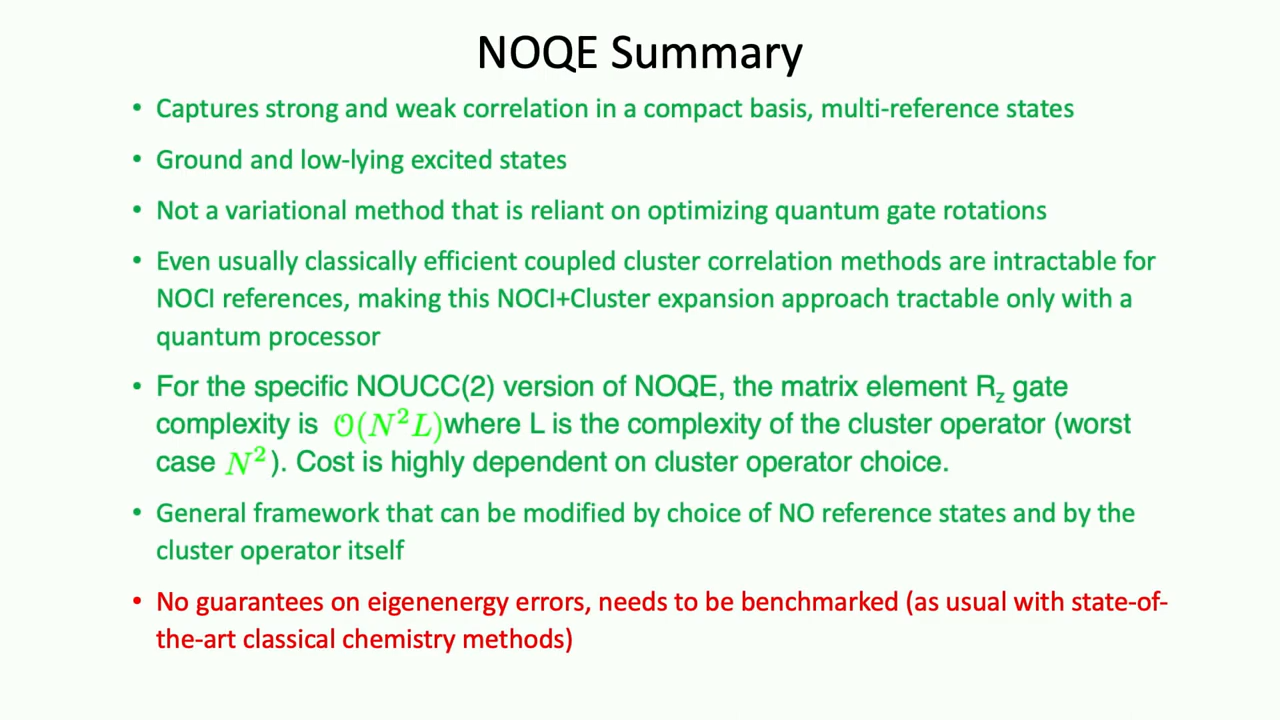 NOQE Summary
• Captures strong and weak correlation in a compact basis, multi-reference states
• Ground and low-lying excited states
• Not a variational method that is reliant on optimizing quantum gate rotations
• Even usually classically efficient coupled cluster correlation methods are intractable for
NOCI references, making this NOCI+Cluster expansion approach tractable only with a
quantum processor
• For the specific NOUCC(2) version of NOQE, the matrix element R_z gate
complexity is O(N²L) where L is the complexity of the cluster operator (worst
case N²). Cost is highly dependent on cluster operator choice.
• General framework that can be modified by choice of NO reference states and by the
cluster operator itself
• No guarantees on eigenenergy errors, needs to be benchmarked (as usual with state-of-
the-art classical chemistry methods)